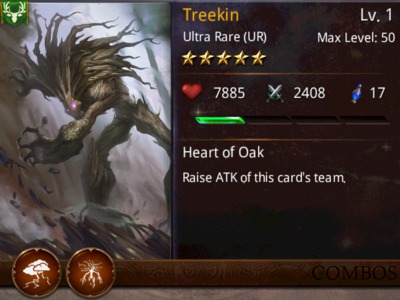 Treekin Lv. 1
Ultra Rare (UR) Max Level: 50
7885 2408 17
Heart of Oak
Raise ATK of this card's team.
COMBOS